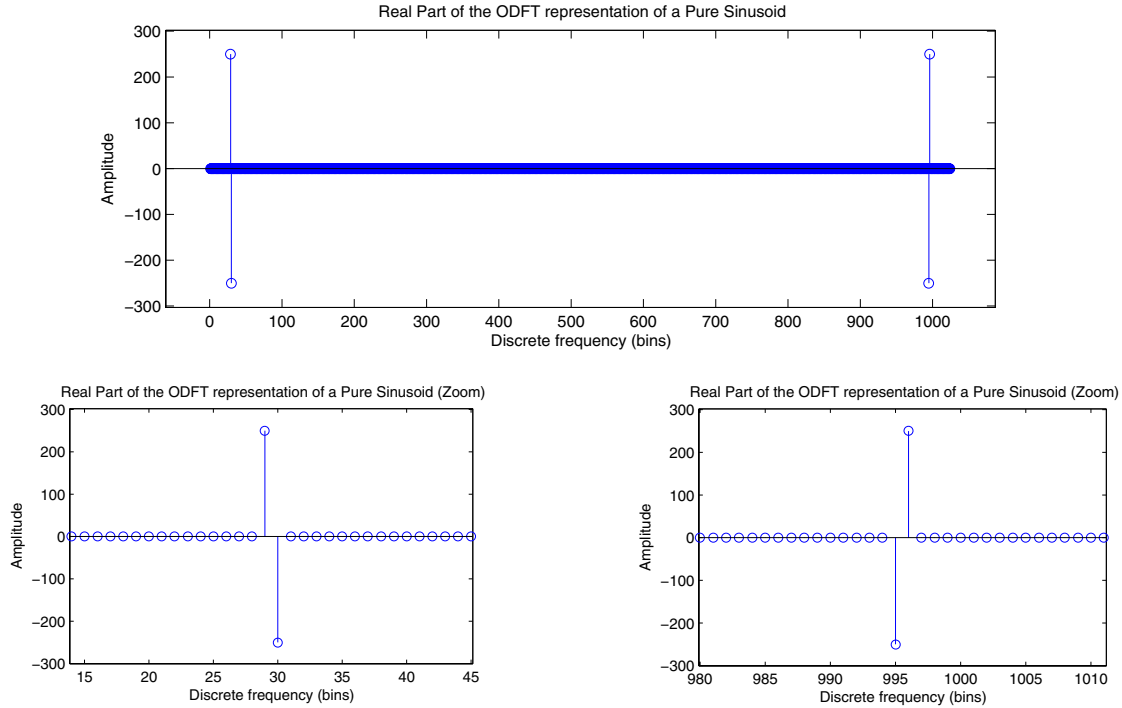 Real Part of the ODFT representation of a Pure Sinusoid
300
200
100
0
−100
−200
−300
Amplitude
0 100 200 300 400 500 600 700 800 900 1000
Discrete frequency (bins)
Real Part of the ODFT representation of a Pure Sinusoid (Zoom)
300
200
100
0
−100
−200
−300
Amplitude
15 20 25 30 35 40 45
Discrete frequency (bins)
Real Part of the ODFT representation of a Pure Sinusoid (Zoom)
300
200
100
0
−100
−200
−300
Amplitude
980 985 990 995 1000 1005 1010
Discrete frequency (bins)